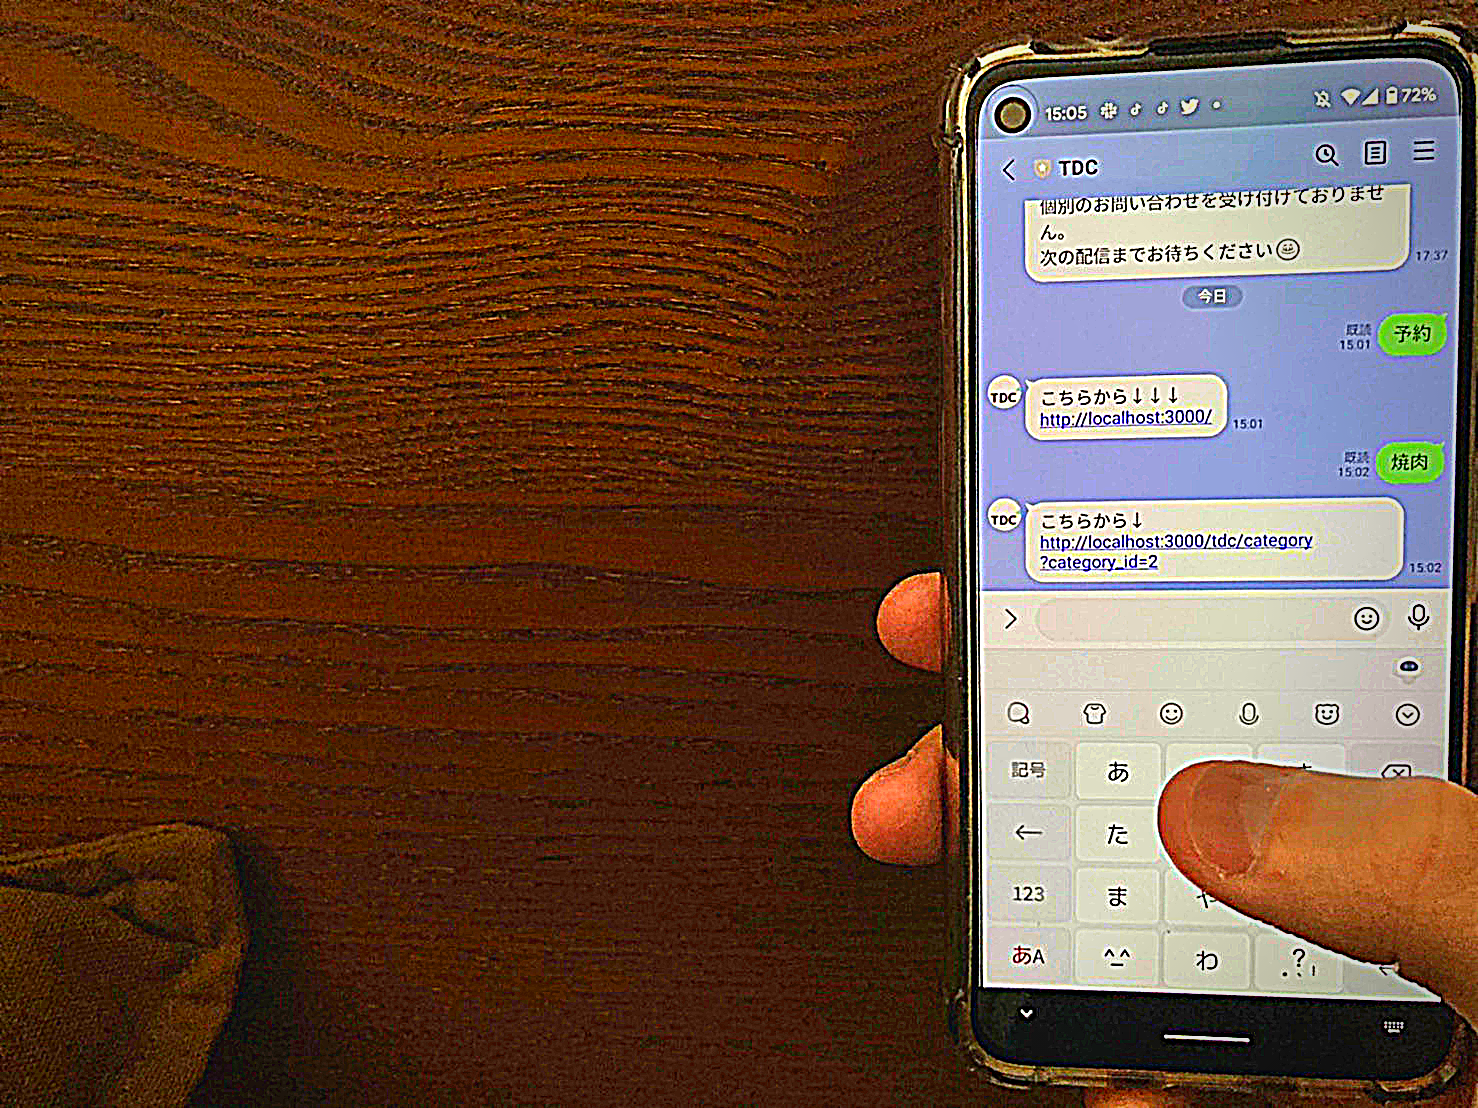 15:05
72%
TDC
個別のお問い合わせを受け付けておりませ
ん。
次の配信までお待ちください
17:37
今日
既読
15:01
予約
TDC
こちらから↓↓↓
http://localhost:3000/
15:01
既読
15:02
焼肉
TDC
こちらから↓
http://localhost:3000/tdc/category
?category_id=2
15:02
記号
あ
た
123
ま
や
あA
^_^
わ
?